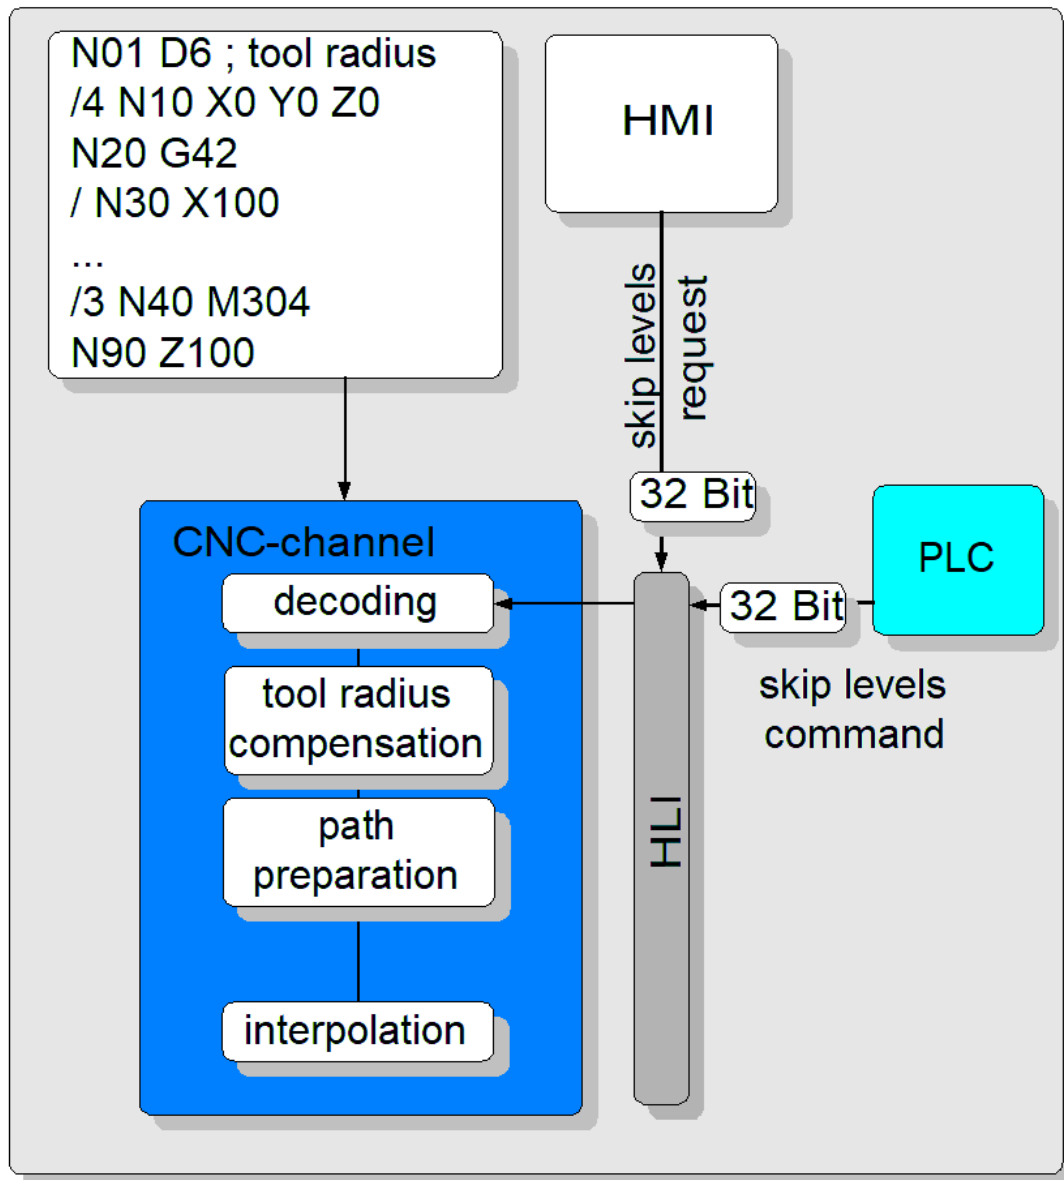 N01 D6 ; tool radius
/4 N10 X0 Y0 Z0
N20 G42
/ N30 X100
...
/3 N40 M304
N90 Z100
HMI
skip levels
request
32 Bit
CNC-channel
decoding
tool radius
compensation
path
preparation
interpolation
HLI
32 Bit
PLC
skip levels
command